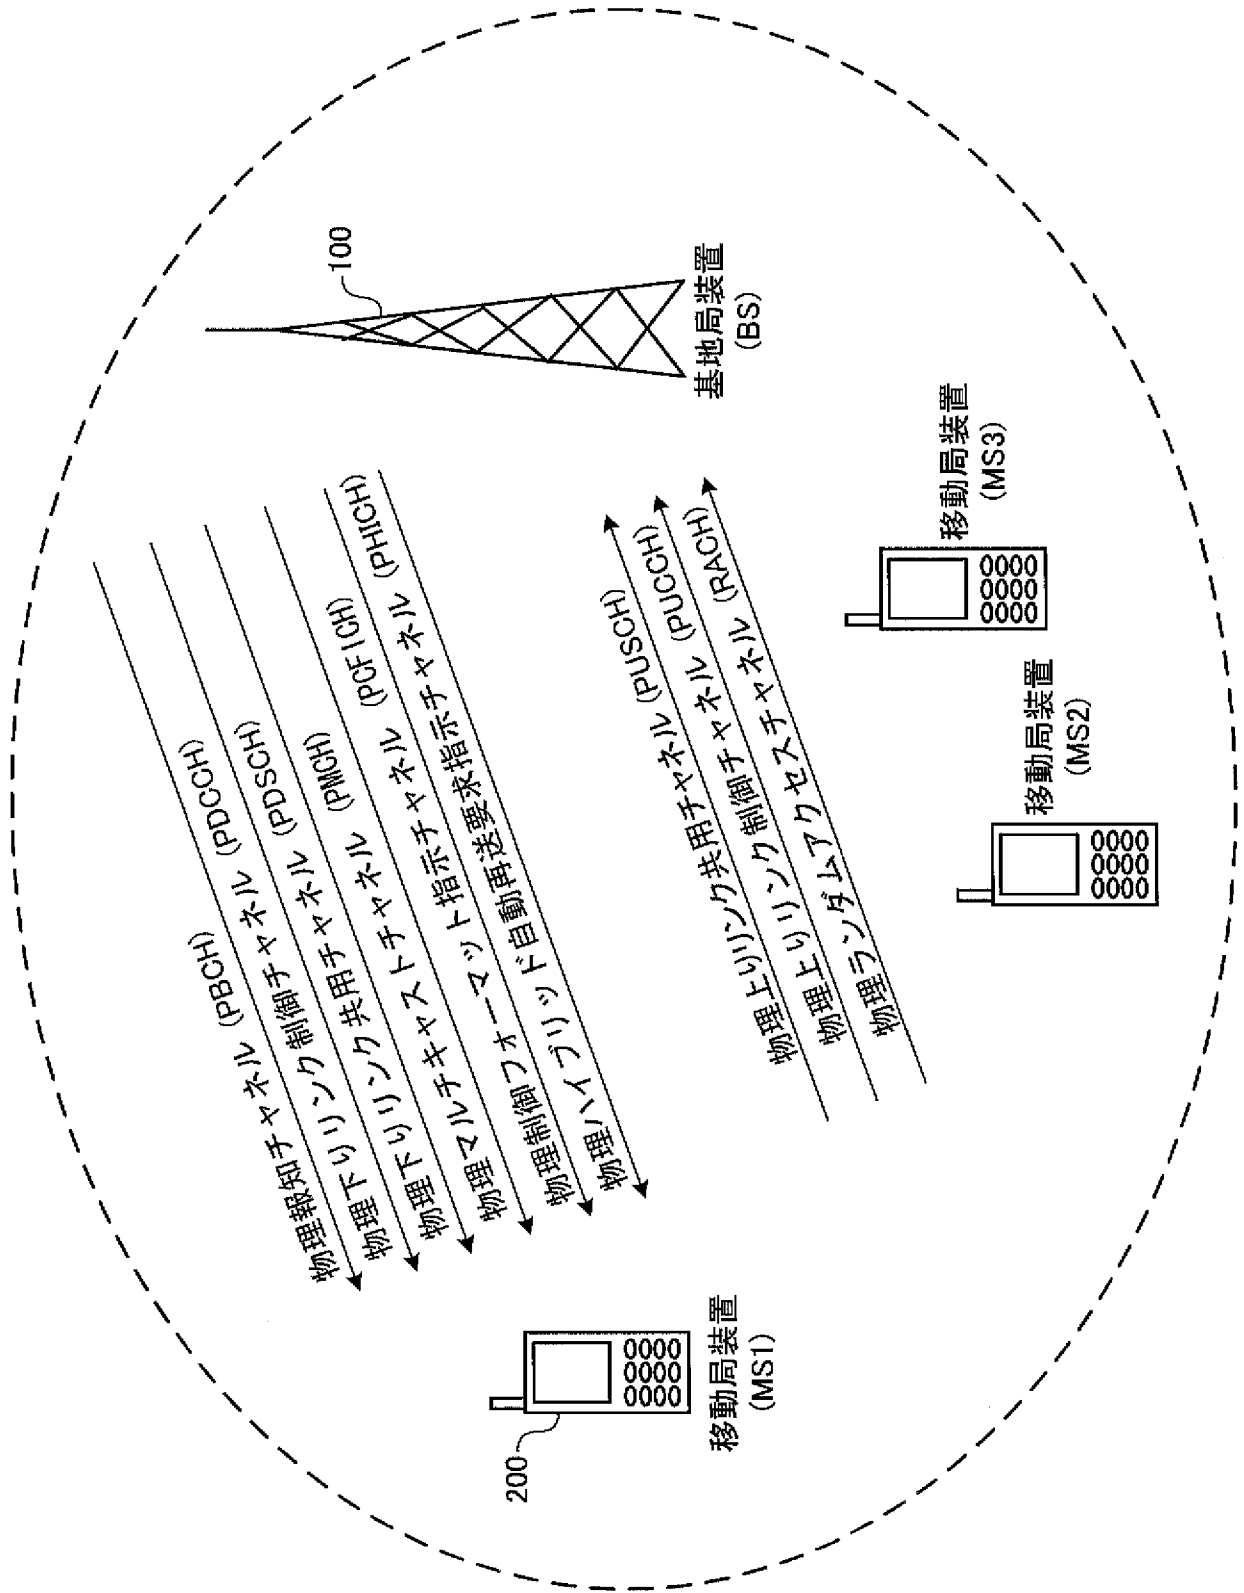 物理報知チャネル (PBCH)
物理下りリンク制御チャネル (PDCCH)
物理下りリンク共用チャネル (PDSCH)
物理マルチキャストチャネル (PMCH)
物理制御フォーマット指示チャネル (PCFICH)
物理ハイブリッド自動再送要求指示チャネル (PHICH)
100
基地局装置
(BS)
物理上りリンク共用チャネル (PUSCH)
物理上りリンク制御チャネル (PUCCH)
物理ランダムアクセスチャネル (RACH)
200
移動局装置
(MS1)
移動局装置
(MS2)
移動局装置
(MS3)